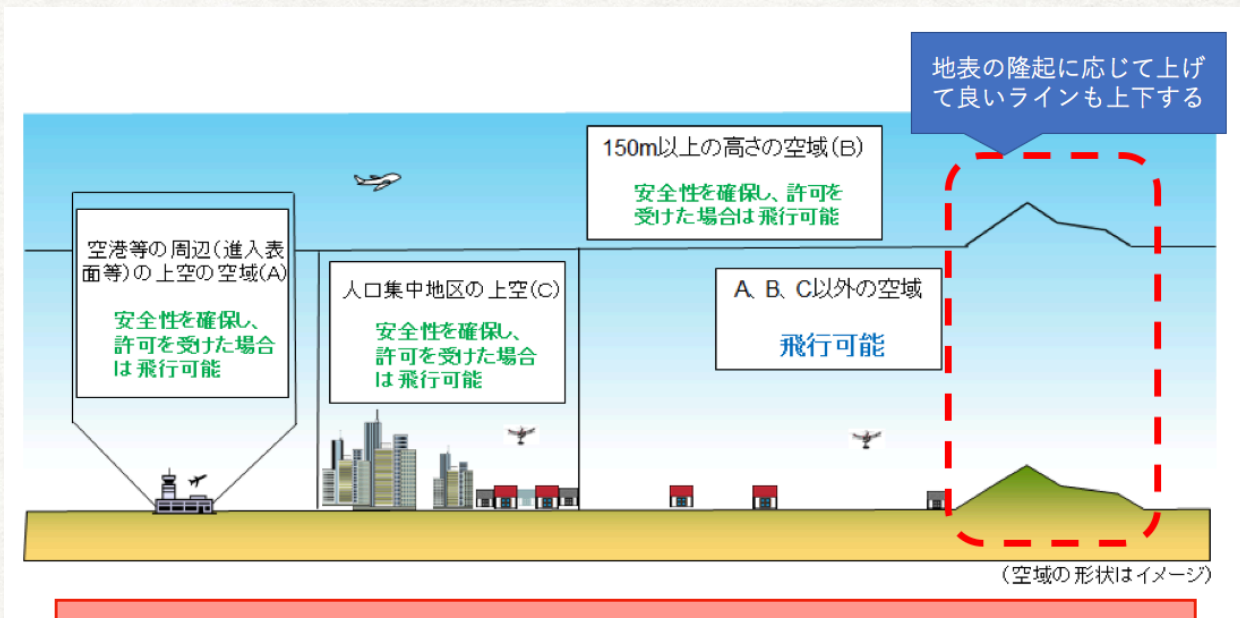 地表の隆起に応じて上げ
て良いラインも上下する
150m以上の高さの空域(B)
安全性を確保し、許可を
受けた場合は飛行可能
空港等の周辺(進入表
面等)の上空の空域(A)
安全性を確保し、
許可を受けた場合
は飛行可能
人口集中地区の上空(C)
安全性を確保し、
許可を受けた場合
は飛行可能
A、B、C以外の空域
飛行可能
(空域の形状はイメージ)